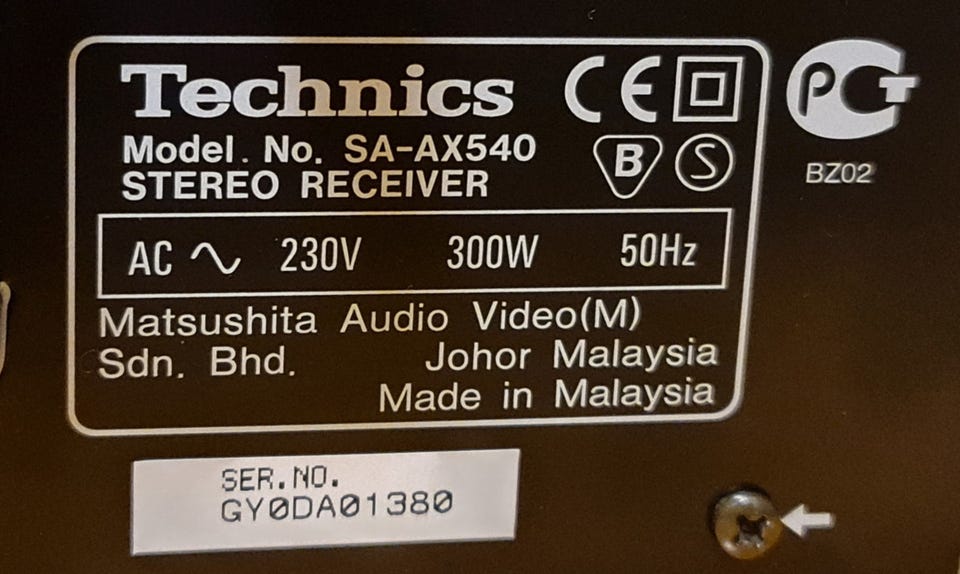 Technics CE
Model. No. SA-AX540 B S
STEREO RECEIVER
PCT
BZ02
AC 230V 300W 50Hz
Matsushita Audio Video(M)
Sdn. Bhd. Johor Malaysia
Made in Malaysia
SER.NO.
GY0DA01380